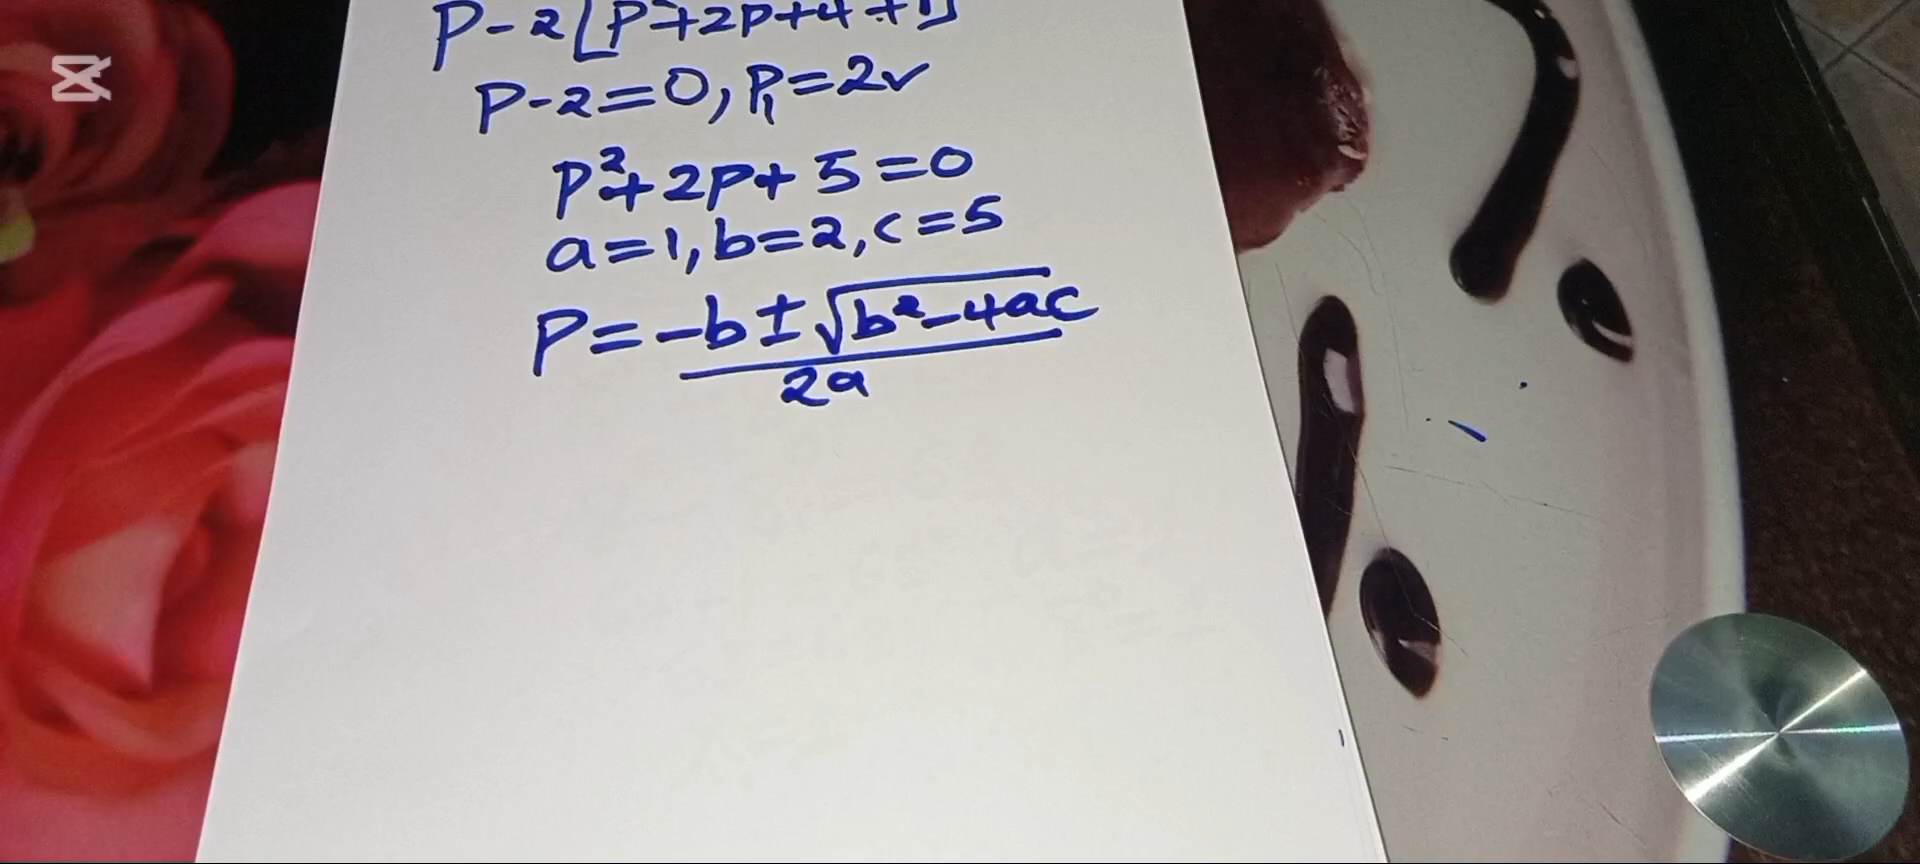 P-2[P²+2P+4+1]
P-2=0, P₁=2✓
P²+2P+5=0
a=1, b=2, c=5
P=-b±√b²-4ac
2a